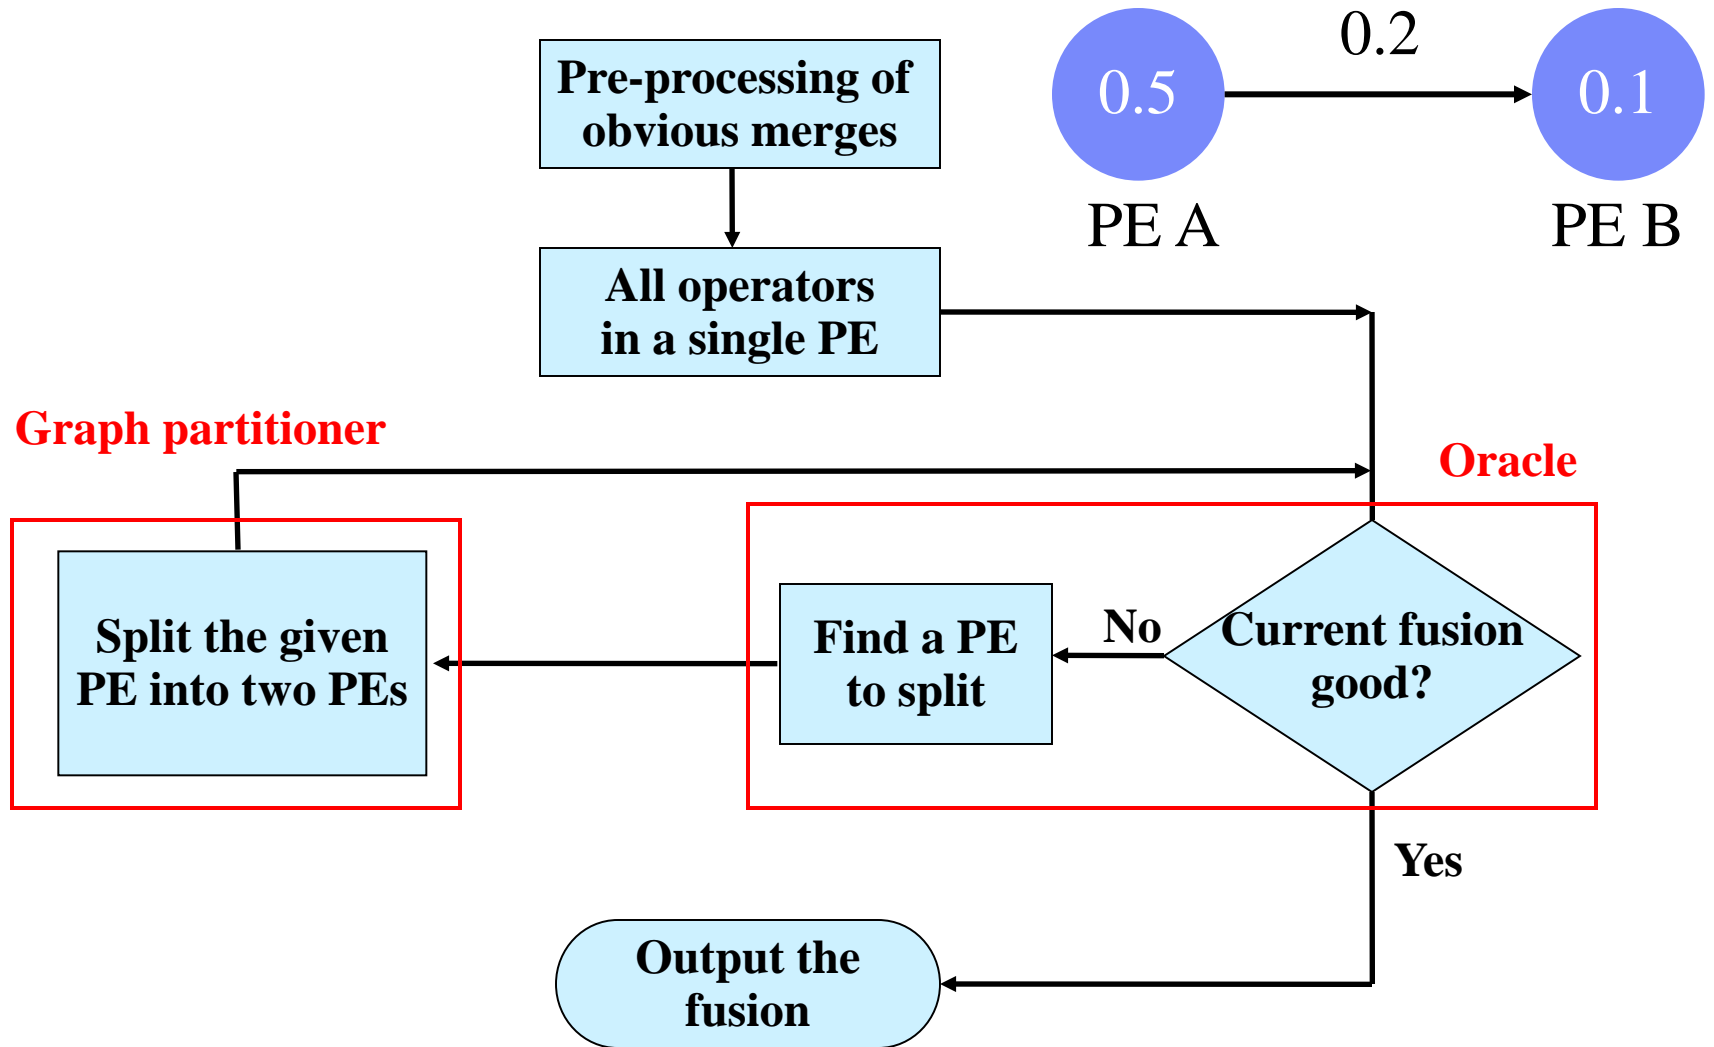 Pre-processing of
obvious merges
0.5
0.2
0.1
PE A
PE B
All operators
in a single PE
Graph partitioner
Oracle
Split the given
PE into two PEs
Find a PE
to split
No
Current fusion
good?
Yes
Output the
fusion